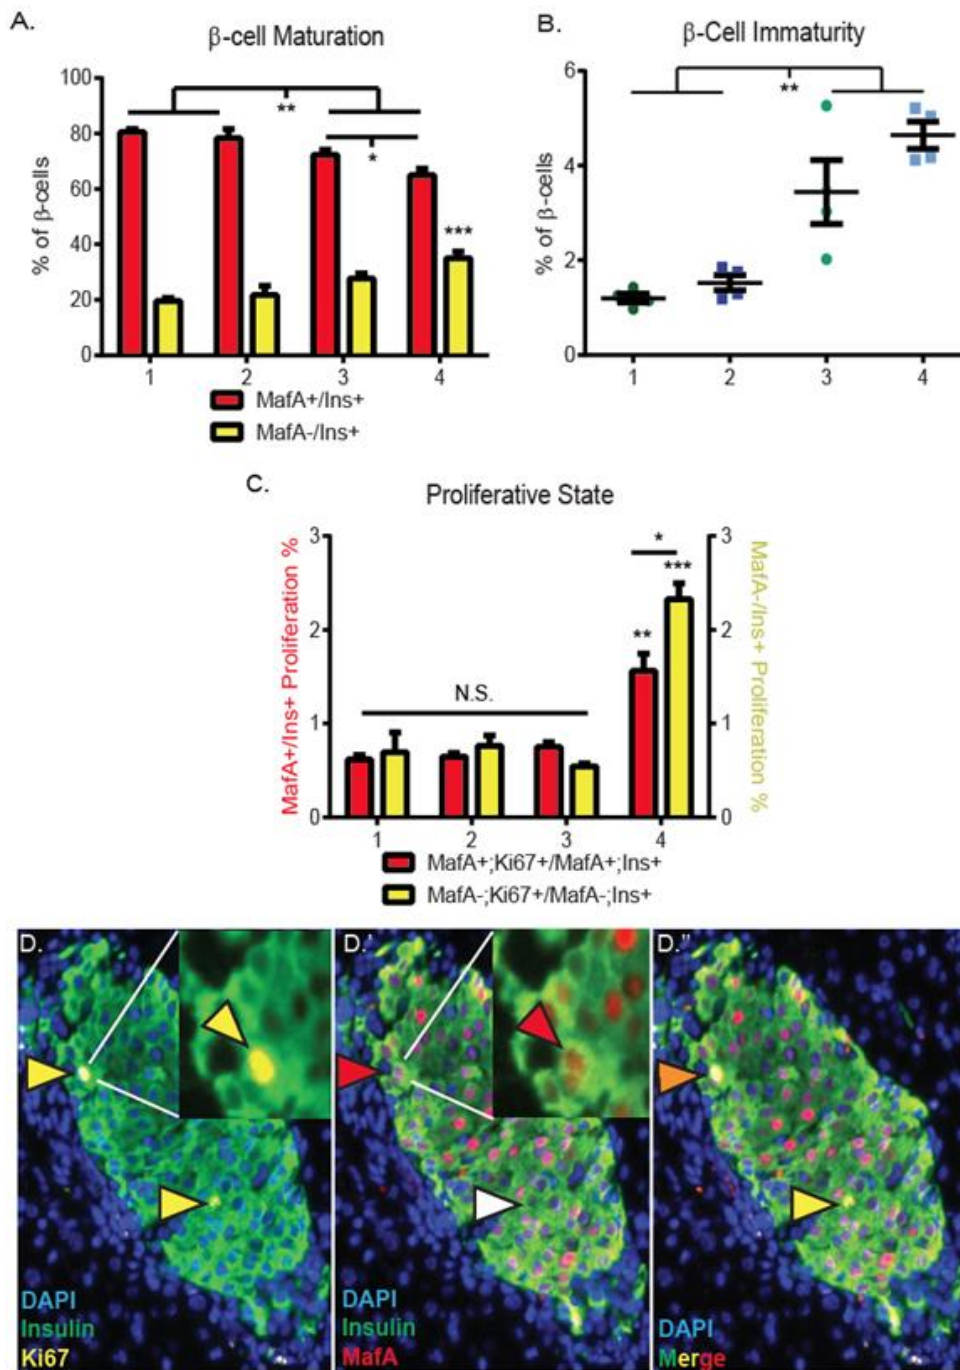 A.
β-cell Maturation
% of β-cells
100
80
60
40
20
0
**
*
***
1 2 3 4
MafA+/Ins+
MafA-/Ins+
B.
β-Cell Immaturity
% of β-cells
6
4
2
0
**
1 2 3 4
C.
Proliferative State
MafA+/Ins+ Proliferation %
3
2
1
0
N.S.
*
***
**
3
2
1
0
MafA-/Ins+ Proliferation %
1 2 3 4
MafA+;Ki67+/MafA+;Ins+
MafA-;Ki67+/MafA-;Ins+
D.
DAPI
Insulin
Ki67
D.'
DAPI
Insulin
MafA
D."
DAPI
Merge